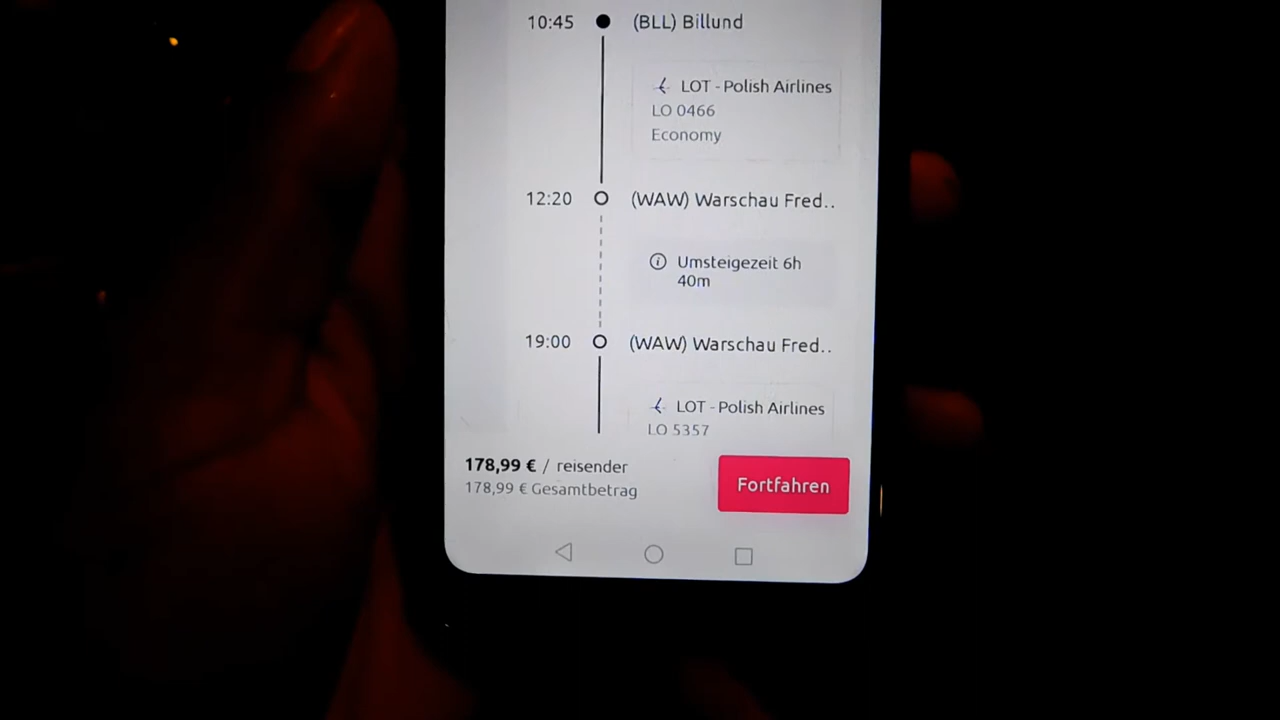 10:45 (BLL) Billund
LOT - Polish Airlines
LO 0466
Economy
12:20 (WAW) Warschau Fred..
Umsteigezeit 6h
40m
19:00 (WAW) Warschau Fred..
LOT - Polish Airlines
LO 5357
178,99 € / reisender
178,99 € Gesamtbetrag
Fortfahren